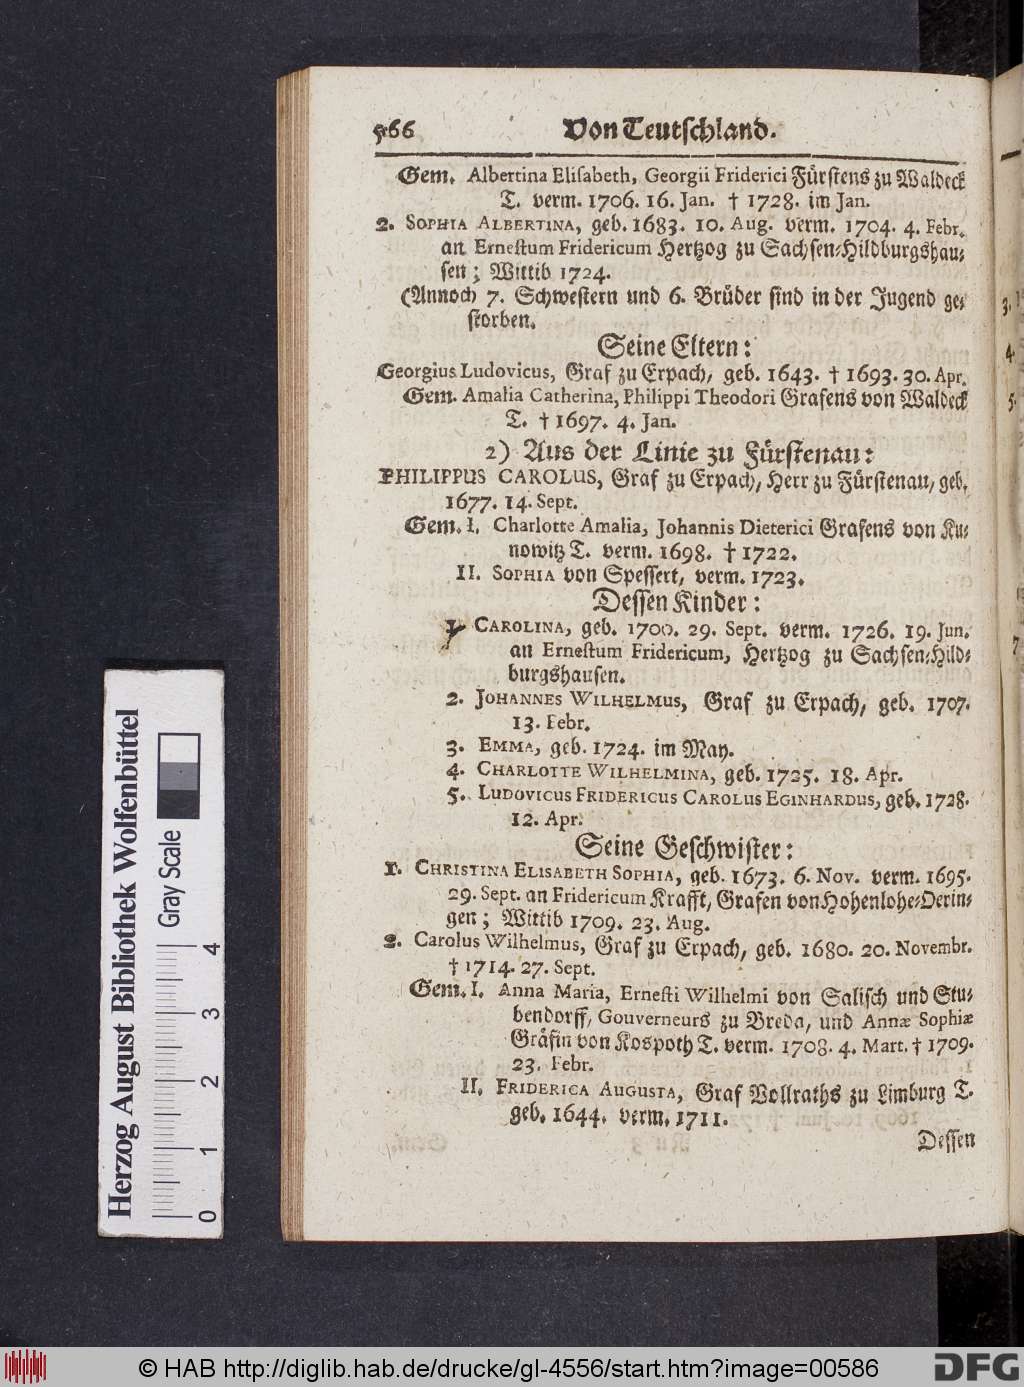 566 Von Teutschland.
Gem. Albertina Elisabeth, Georgii Friderici Fürstens zu Waldeck
T. verm. 1706. 16. Jan. † 1728. im Jan.
2. SOPHIA ALBERTINA, geb. 1683. 10. Aug. verm. 1704. 4. Febr.
an Ernestum Fridericum Hertzog zu Sachsen-Hildburgshau-
sen; Wittib 1724.
(Annoch 7. Schwestern und 6. Brüder sind in der Jugend ge-
storben.
Seine Eltern:
Georgius Ludovicus, Graf zu Erpach, geb. 1643. † 1693. 30. Apr.
Gem. Amalia Catherina, Philippi Theodori Grafens von Waldeck
T. † 1697. 4. Jan.
2) Aus der Linie zu Fürstenau:
PHILIPPUS CAROLUS, Graf zu Erpach, Herr zu Fürstenau, geb.
1677. 14. Sept.
Gem. I. Charlotte Amalia, Johannis Dieterici Grafens von Ku-
nowitz T. verm. 1698. † 1722.
II. SOPHIA von Spessert, verm. 1723.
Dessen Kinder:
1. CAROLINA, geb. 1700. 29. Sept. verm. 1726. 19. Jun.
an Ernestum Fridericum, Hertzog zu Sachsen-Hild-
burgshausen.
2. JOHANNES WILHELMUS, Graf zu Erpach, geb. 1707.
13. Febr.
3. EMMA, geb. 1724. im May.
4. CHARLOTTE WILHELMINA, geb. 1725. 18. Apr.
5. LUDOVICUS FRIDERICUS CAROLUS EGINHARDUS, geb. 1728.
12. Apr.
Seine Geschwister:
1. CHRISTINA ELISABETH SOPHIA, geb. 1673. 6. Nov. verm. 1695.
29. Sept. an Fridericum Krafft, Grafen von Hohenlohe-Oerin-
gen; Wittib 1709. 23. Aug.
2. Carolus Wilhelmus, Graf zu Erpach, geb. 1680. 20. Novembr.
† 1714. 27. Sept.
Gem. I. Anna Maria, Ernesti Wilhelmi von Salisch und Stu-
bendorff, Gouverneurs zu Breda, und Annæ Sophiæ
Gräfin von Kospoth T. verm. 1708. 4. Mart. † 1709.
23. Febr.
II. FRIDERICA AUGUSTA, Graf Vollraths zu Limburg T.
geb. 1644. verm. 1711.
Dessen
3.
4.
5.
7
Herzog August Bibliothek Wolfenbüttel
Gray Scale
0 1 2 3 4
© HAB http://diglib.hab.de/drucke/gl-4556/start.htm?image=00586
DFG